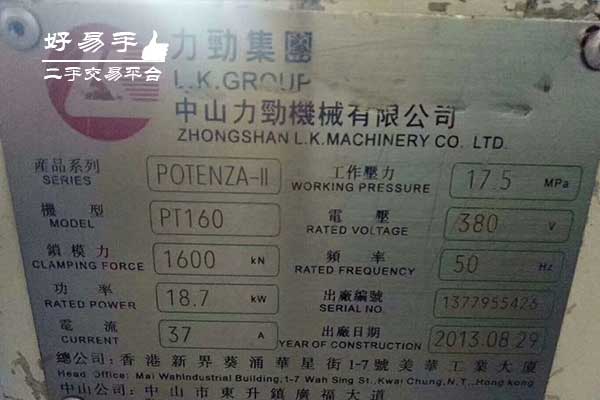 好易手
二手交易平台
力勁集團
L.K.GROUP
中山力勁機械有限公司
ZHONGSHAN L.K.MACHINERY CO. LTD.
産品系列 SERIES POTENZA-II 工作壓力 WORKING PRESSURE 17.5 MPa
機型 MODEL PT160 電壓 RATED VOLTAGE 380 V
鎖模力 CLAMPING FORCE 1600 kN 頻率 RATED FREQUENCY 50 Hz
功率 RATED POWER 18.7 kW 出廠編號 SERIAL NO. 1377955426
電流 CURRENT 37 A 出廠日期 YEAR OF CONSTRUCTION 2013.08.29
總公司:香港新界葵涌華星街1-7號美華工業大廈
Head Office: Mai WahIndustrial Building,1-7 Wah Sing St.,Kwai Chung,N.T.,Hong kong
中山公司:中山市東升鎮廣福大道